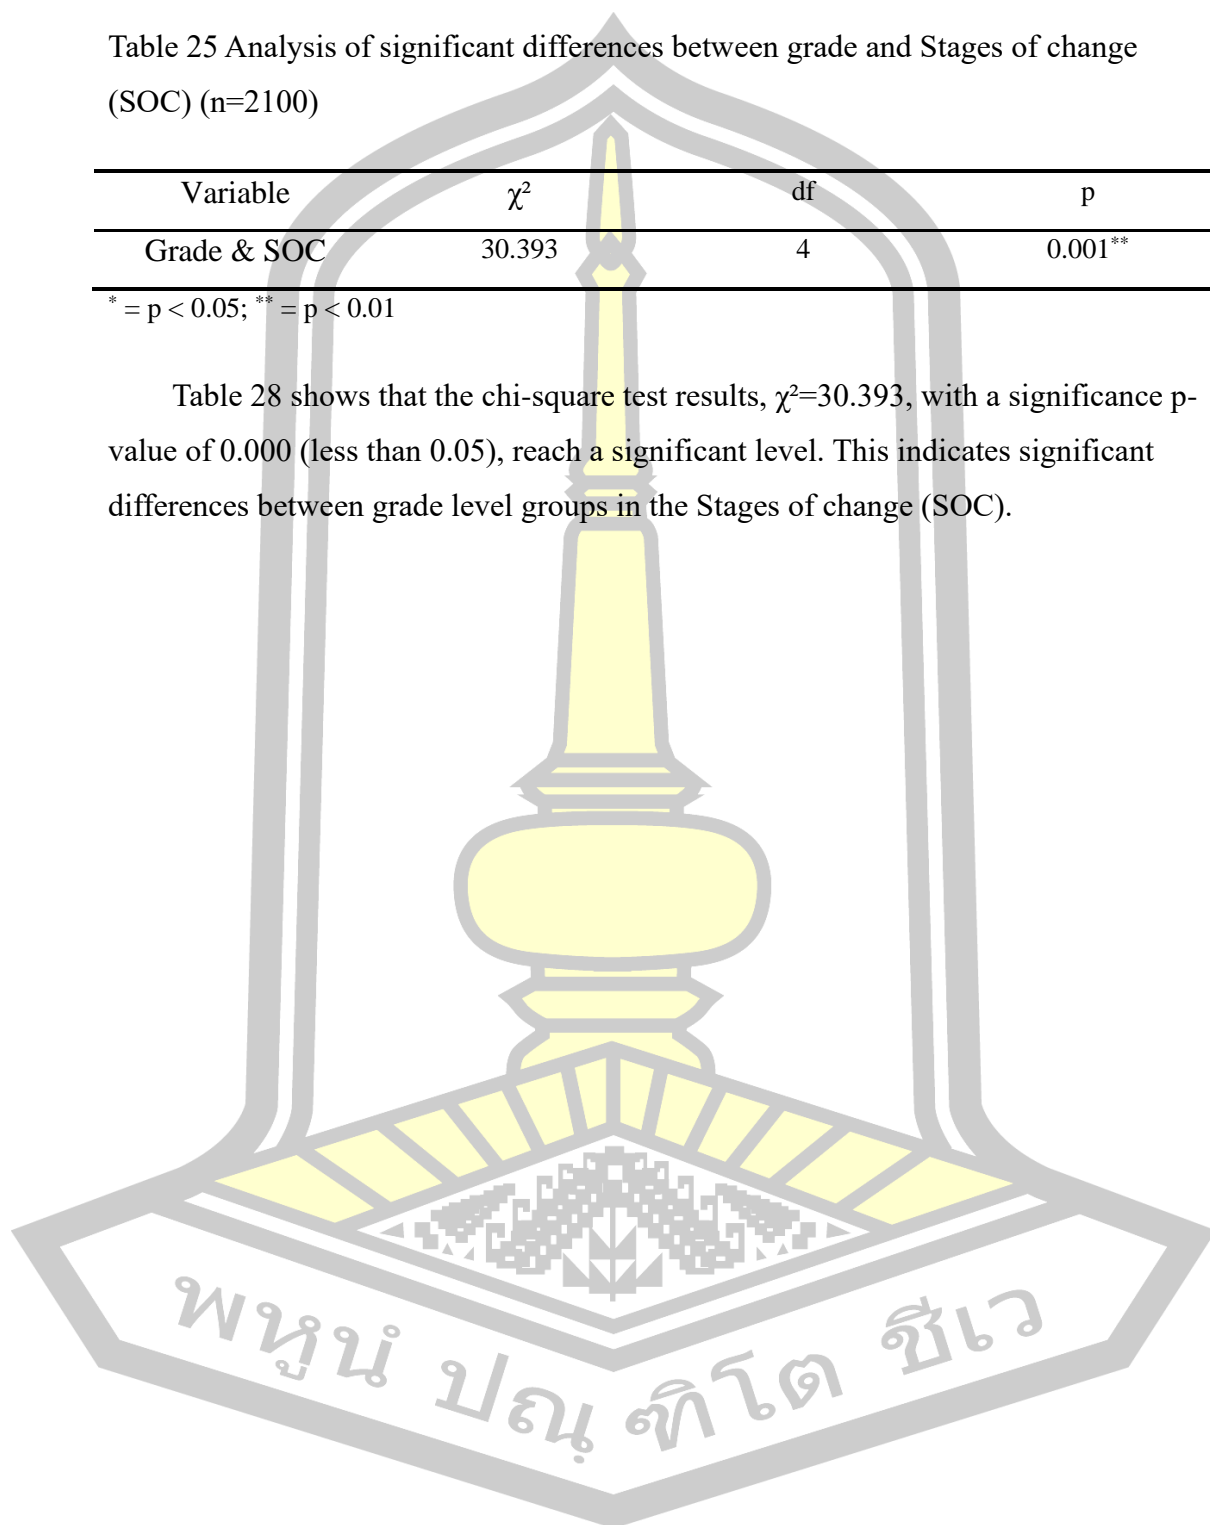 Table 25 Analysis of significant differences between grade and Stages of change
(SOC) (n=2100)
Variable χ² df p
Grade & SOC 30.393 4 0.001**
* = p < 0.05; ** = p < 0.01
Table 28 shows that the chi-square test results, χ²=30.393, with a significance p-
value of 0.000 (less than 0.05), reach a significant level. This indicates significant
differences between grade level groups in the Stages of change (SOC).
พหูนํ ปณฺฑิโต ชีเว